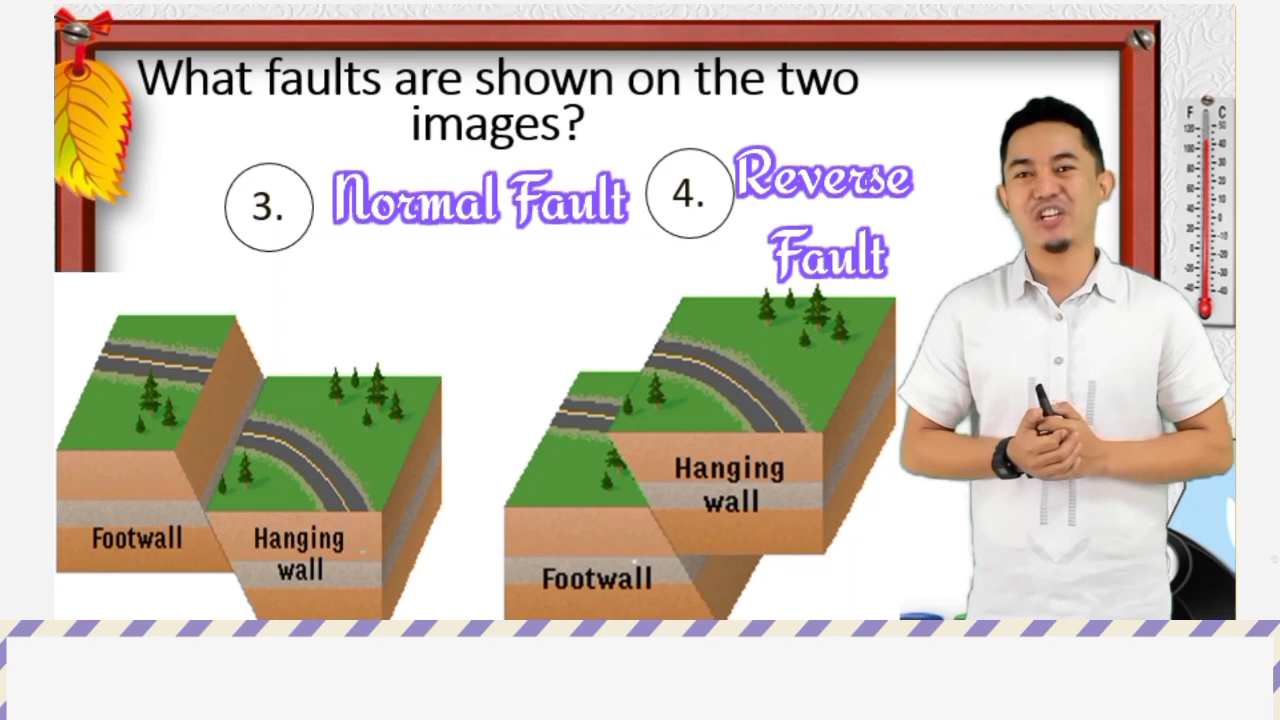 What faults are shown on the two
images?
3.
Normal Fault
4.
Reverse
Fault
Footwall
Hanging
wall
Hanging
wall
Footwall
F C